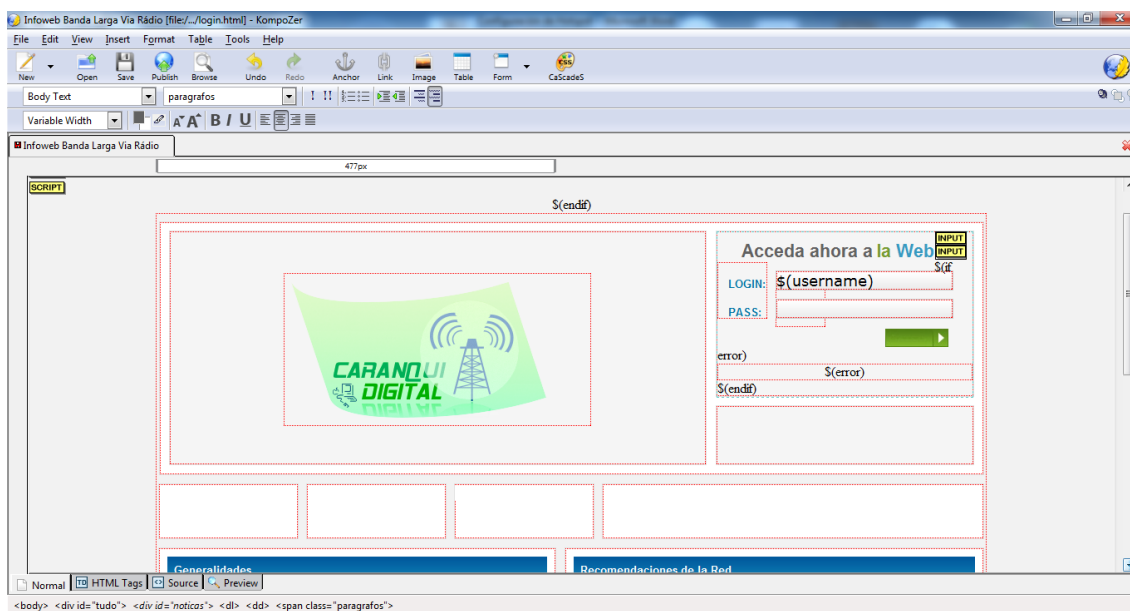 Infoweb Banda Larga Via Rádio [file:/.../login.html] - KompoZer
File Edit View Insert Format Table Tools Help
New Open Save Publish Browse Undo Redo Anchor Link Image Table Form CaScadeS
Body Text paragrafos
Variable Width B I U
Infoweb Banda Larga Via Rádio
477px
SCRIPT
$(endif)
Acceda ahora a la Web
INPUT
INPUT
$(if
LOGIN: $(username)
PASS:
error)
$(error)
$(endif)
CARANQUI
DIGITAL
Generalidades Recomendaciones de la Red
Normal HTML Tags Source Preview
<body> <div id="tudo"> <div id="noticas"> <dl> <dd> <span class="paragrafos">